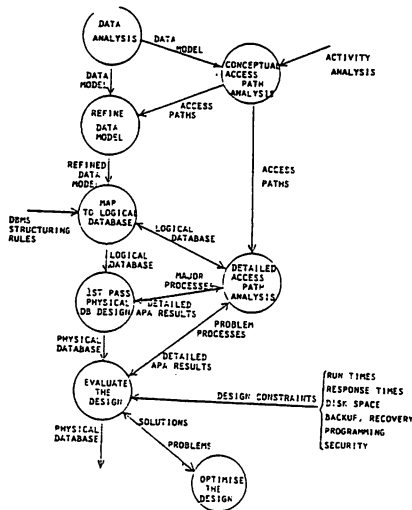 DATA
ANALYSIS
DATA
MODEL
CONCEPTUAL
ACCESS
PATH
ANALYSIS
ACTIVITY
ANALYSIS
DATA
MODEL
ACCESS
PATHS
REFINE
DATA
MODEL
REFINED
DATA
MODEL
ACCESS
PATHS
MAP
TO LOGICAL
DATABASE
DBMS
STRUCTURING
RULES
LOGICAL
DATABASE
LOGICAL
DATABASE
DETAILED
ACCESS
PATH
ANALYSIS
MAJOR
PROCESSES
1ST PASS
PHYSICAL
DB DESIGN
DETAILED
APA RESULTS
PROBLEM
PROCESSES
PHYSICAL
DATABASE
DETAILED
APA RESULTS
EVALUATE
THE
DESIGN
DESIGN CONSTRAINTS
RUN TIMES
RESPONSE TIMES
DISK SPACE
BACKUF, RECOVERY
PROGRAMMING
SECURITY
PHYSICAL
DATABASE
SOLUTIONS
PROBLEMS
OPTIMISE
THE
DESIGN